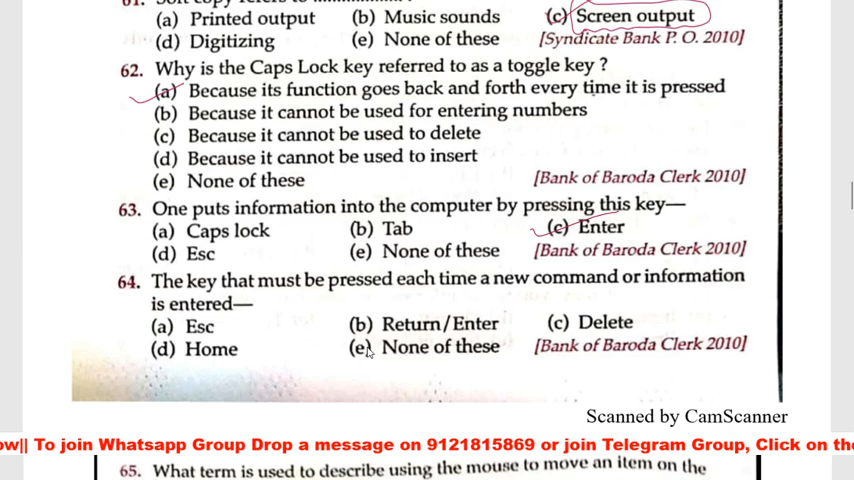 (a) Printed output (b) Music sounds (c) Screen output
(d) Digitizing (e) None of these [Syndicate Bank P. O. 2010]
62. Why is the Caps Lock key referred to as a toggle key ?
(a) Because its function goes back and forth every time it is pressed
(b) Because it cannot be used for entering numbers
(c) Because it cannot be used to delete
(d) Because it cannot be used to insert
(e) None of these [Bank of Baroda Clerk 2010]
63. One puts information into the computer by pressing this key—
(a) Caps lock (b) Tab (c) Enter
(d) Esc (e) None of these [Bank of Baroda Clerk 2010]
64. The key that must be pressed each time a new command or information
is entered—
(a) Esc (b) Return/Enter (c) Delete
(d) Home (e) None of these [Bank of Baroda Clerk 2010]
Scanned by CamScanner
ow|| To join Whatsapp Group Drop a message on 9121815869 or join Telegram Group, Click on the
65. What term is used to describe using the mouse to move an item on the